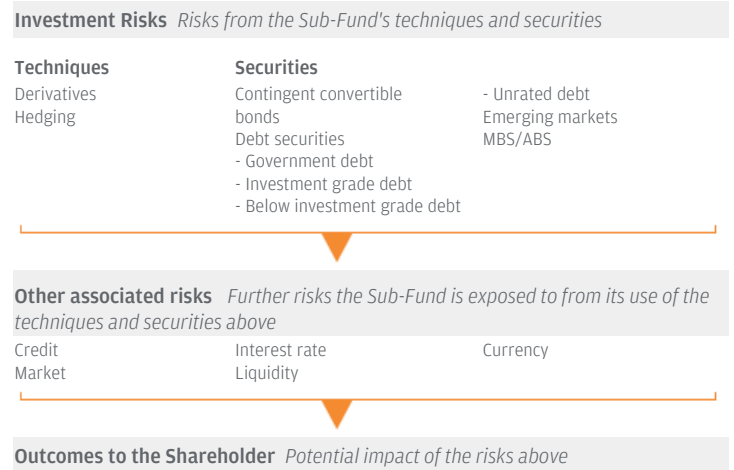 Investment Risks Risks from the Sub-Fund's techniques and securities
Techniques
Derivatives
Hedging
Securities
Contingent convertible
bonds
Debt securities
- Government debt
- Investment grade debt
- Below investment grade debt
- Unrated debt
Emerging markets
MBS/ABS
Other associated risks Further risks the Sub-Fund is exposed to from its use of the
techniques and securities above
Credit
Market
Interest rate
Liquidity
Currency
Outcomes to the Shareholder Potential impact of the risks above